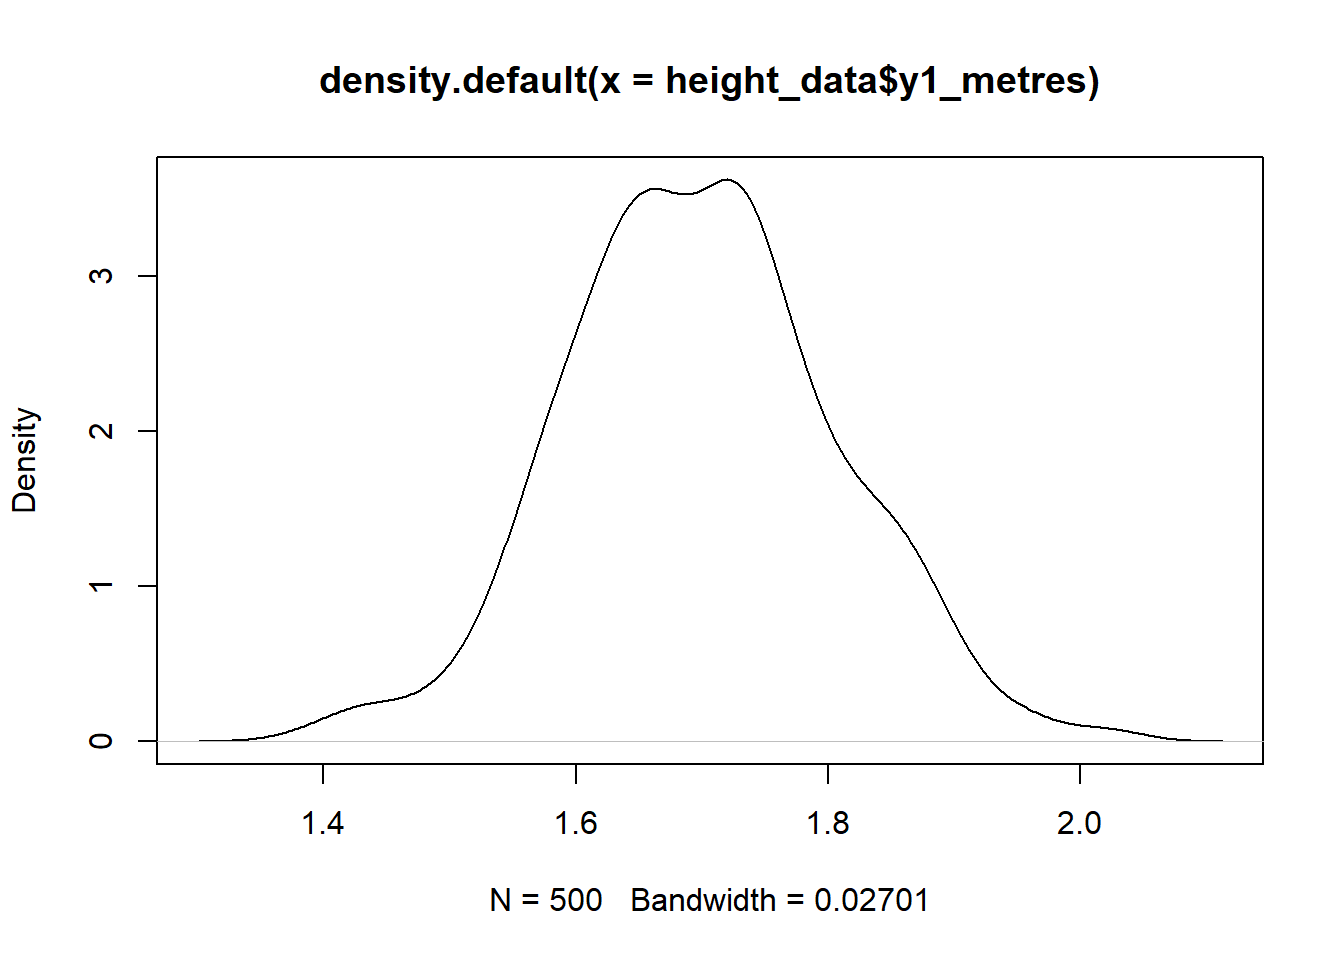 density.default(x = height_data$y1_metres)
Density
3
2
1
0
1.4 1.6 1.8 2.0
N = 500 Bandwidth = 0.02701